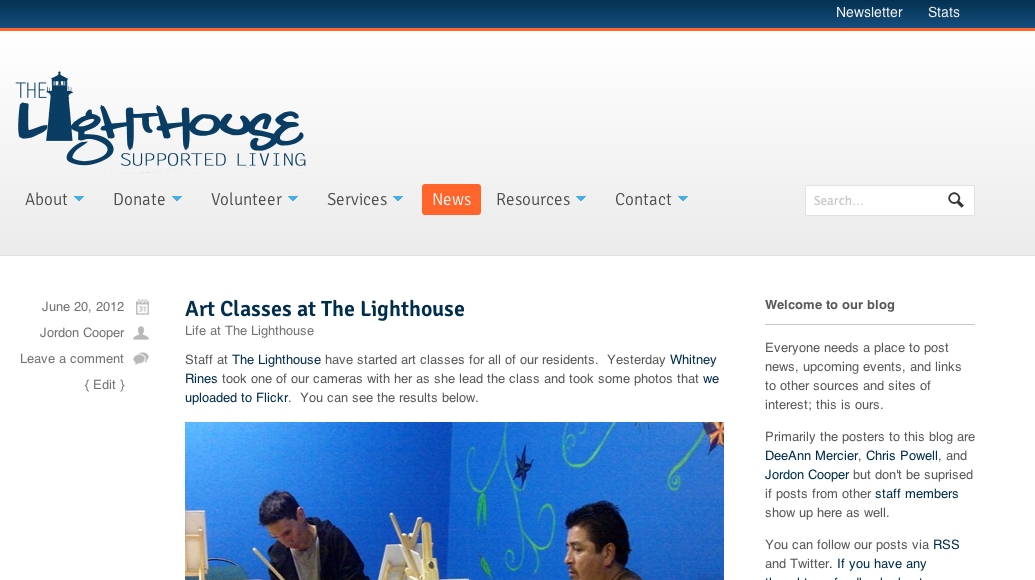 Newsletter Stats
THE
LIGHTHOUSE
SUPPORTED LIVING
About Donate Volunteer Services News Resources Contact Search...
June 20, 2012
Jordon Cooper
Leave a comment
{ Edit }
Art Classes at The Lighthouse
Life at The Lighthouse
Staff at The Lighthouse have started art classes for all of our residents.  Yesterday Whitney
Rines took one of our cameras with her as she lead the class and took some photos that we
uploaded to Flickr.  You can see the results below.
Welcome to our blog
Everyone needs a place to post
news, upcoming events, and links
to other sources and sites of
interest; this is ours.
Primarily the posters to this blog are
DeeAnn Mercier, Chris Powell, and
Jordon Cooper but don't be suprised
if posts from other staff members
show up here as well.
You can follow our posts via RSS
and Twitter. If you have any